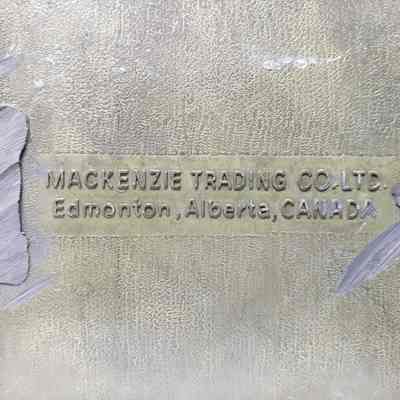 MACKENZIE TRADING CO. LTD.
Edmonton, Alberta, CANADA